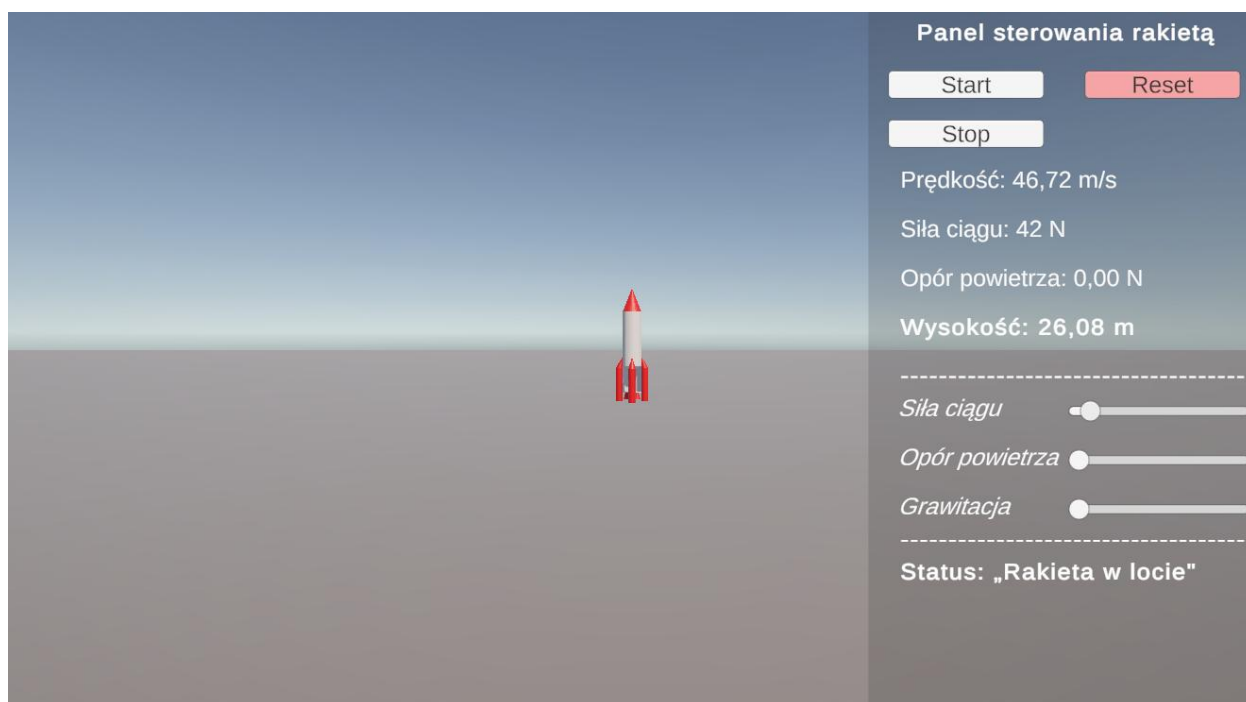 Panel sterowania rakietą
Start Reset
Stop
Prędkość: 46,72 m/s
Siła ciągu: 42 N
Opór powietrza: 0,00 N
Wysokość: 26,08 m
------------------------------------
Siła ciągu
Opór powietrza
Grawitacja
------------------------------------
Status: „Rakieta w locie"